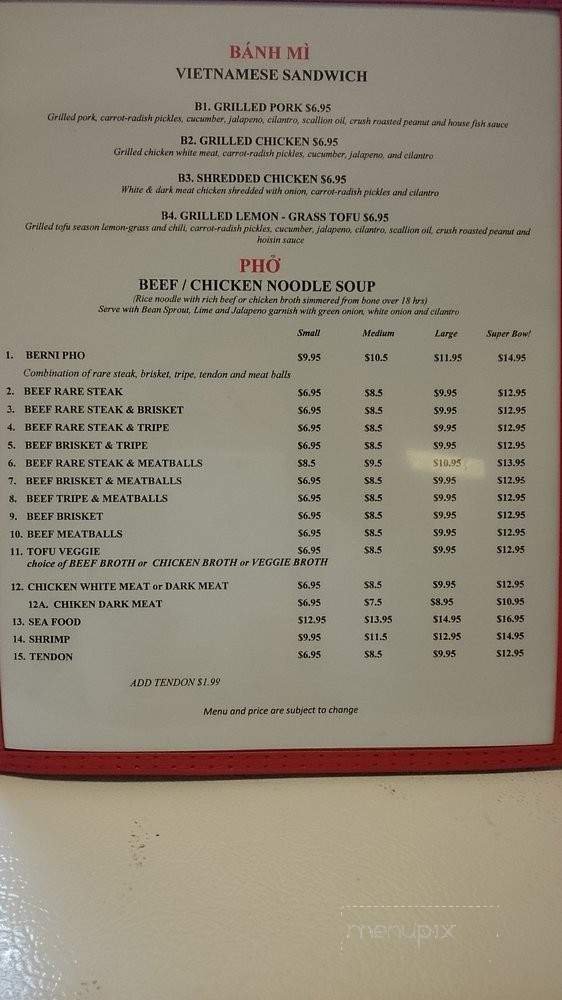 BÁNH MÌ
VIETNAMESE SANDWICH
B1. GRILLED PORK $6.95
Grilled pork, carrot-radish pickles, cucumber, jalapeno, cilantro, scallion oil, crush roasted peanut and house fish sauce
B2. GRILLED CHICKEN $6.95
Grilled chicken white meat, carrot-radish pickles, cucumber, jalapeno, and cilantro
B3. SHREDDED CHICKEN $6.95
White & dark meat chicken shredded with onion, carrot-radish pickles and cilantro
B4. GRILLED LEMON - GRASS TOFU $6.95
Grilled tofu season lemon-grass and chili, carrot-radish pickles, cucumber, jalapeno, cilantro, scallion oil, crush roasted peanut and
hoisin sauce
PHỞ
BEEF / CHICKEN NOODLE SOUP
(Rice noodle with rich beef or chicken broth simmered from bone over 18 hrs)
Serve with Bean Sprout, Lime and Jalapeno garnish with green onion, white onion and cilantro
Small Medium Large Super Bowl
1. BERNI PHO $9.95 $10.5 $11.95 $14.95
Combination of rare steak, brisket, tripe, tendon and meat balls
2. BEEF RARE STEAK $6.95 $8.5 $9.95 $12.95
3. BEEF RARE STEAK & BRISKET $6.95 $8.5 $9.95 $12.95
4. BEEF RARE STEAK & TRIPE $6.95 $8.5 $9.95 $12.95
5. BEEF BRISKET & TRIPE $6.95 $8.5 $9.95 $12.95
6. BEEF RARE STEAK & MEATBALLS $8.5 $9.5 $10.95 $13.95
7. BEEF BRISKET & MEATBALLS $6.95 $8.5 $9.95 $12.95
8. BEEF TRIPE & MEATBALLS $6.95 $8.5 $9.95 $12.95
9. BEEF BRISKET $6.95 $8.5 $9.95 $12.95
10. BEEF MEATBALLS $6.95 $8.5 $9.95 $12.95
11. TOFU VEGGIE $6.95 $8.5 $9.95 $12.95
choice of BEEF BROTH or CHICKEN BROTH or VEGGIE BROTH
12. CHICKEN WHITE MEAT or DARK MEAT $6.95 $8.5 $9.95 $12.95
12A. CHIKEN DARK MEAT $6.95 $7.5 $8.95 $10.95
13. SEA FOOD $12.95 $13.95 $14.95 $16.95
14. SHRIMP $9.95 $11.5 $12.95 $14.95
15. TENDON $6.95 $8.5 $9.95 $12.95
ADD TENDON $1.99
Menu and price are subject to change
menupix